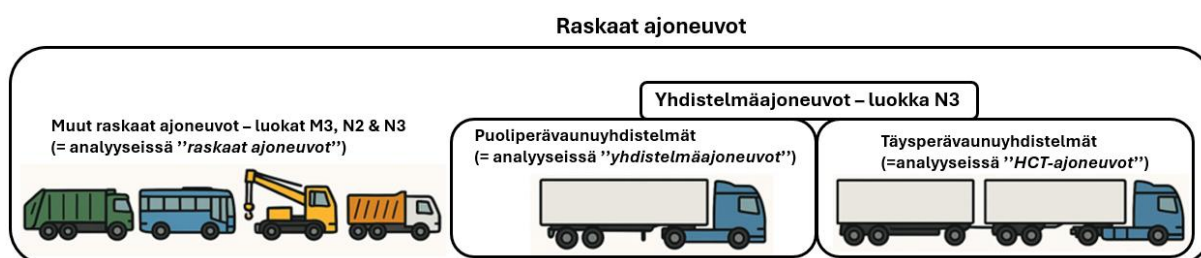 Raskaat ajoneuvot
Yhdistelmäajoneuvot – luokka N3
Muut raskaat ajoneuvot – luokat M3, N2 & N3
(= analyyseissä ”raskaat ajoneuvot”)
Puoliperävaunuyhdistelmät
(= analyyseissä ”yhdistelmäajoneuvot”)
Täysperävaunuyhdistelmät
(=analyyseissä ”HCT-ajoneuvot”)